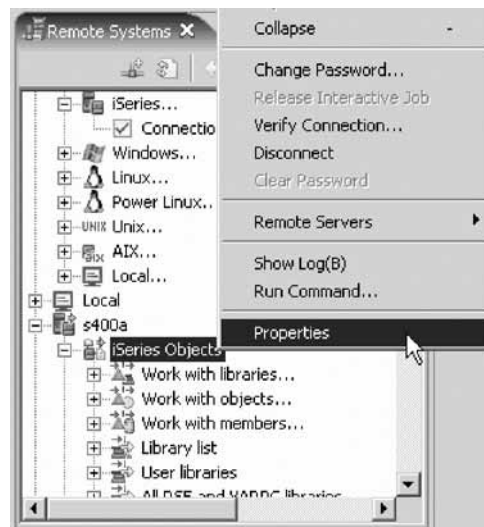 Remote Systems
iSeries...
Connectio
Windows...
Linux...
Power Linux..
UNIX Unix...
AIX AIX...
Local...
Local
s400a
iSeries Objects
Work with libraries...
Work with objects...
Work with members...
Library list
User libraries
Collapse -
Change Password...
Release Interactive Job
Verify Connection...
Disconnect
Clear Password
Remote Servers
Show Log(B)
Run Command...
Properties